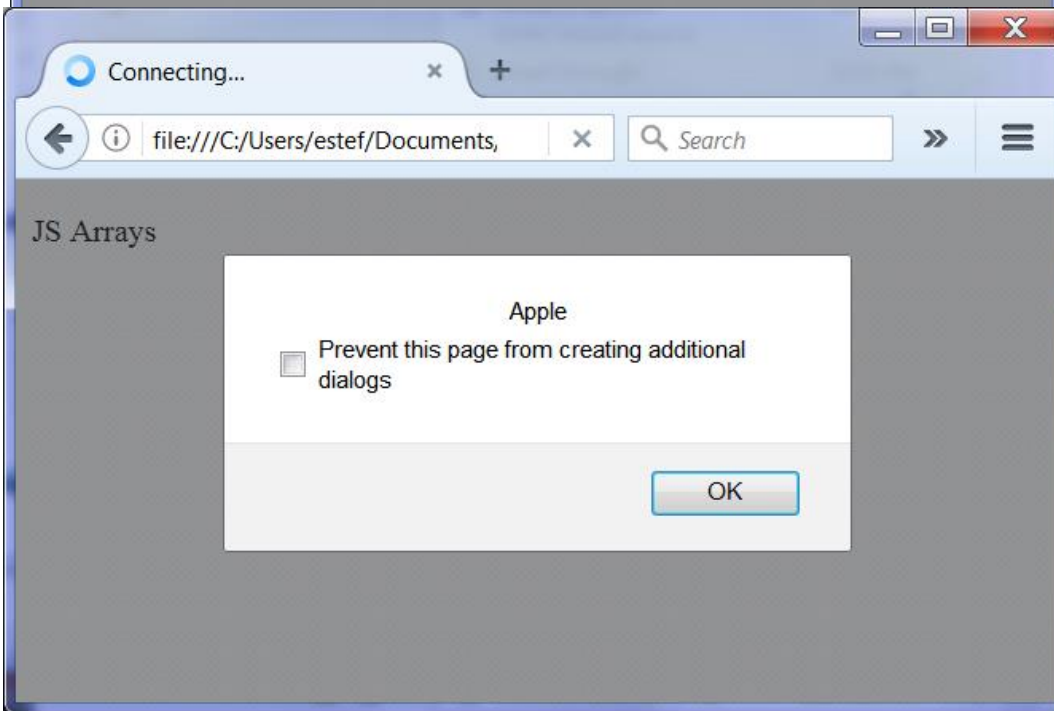 Connecting...
file:///C:/Users/estef/Documents,
Search
JS Arrays
Apple
Prevent this page from creating additional
dialogs
OK